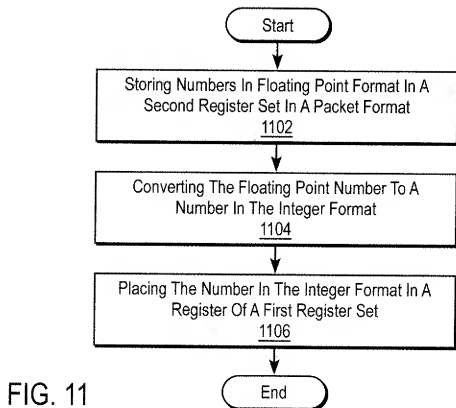 Start
Storing Numbers In Floating Point Format In A
Second Register Set In A Packet Format
1102
Converting The Floating Point Number To A
Number In The Integer Format
1104
Placing The Number In The Integer Format In A
Register Of A First Register Set
1106
End
FIG. 11